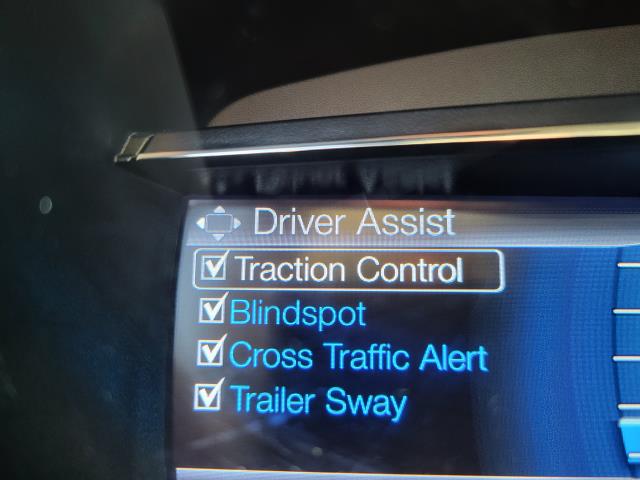 Driver Assist
Traction Control
Blindspot
Cross Traffic Alert
Trailer Sway